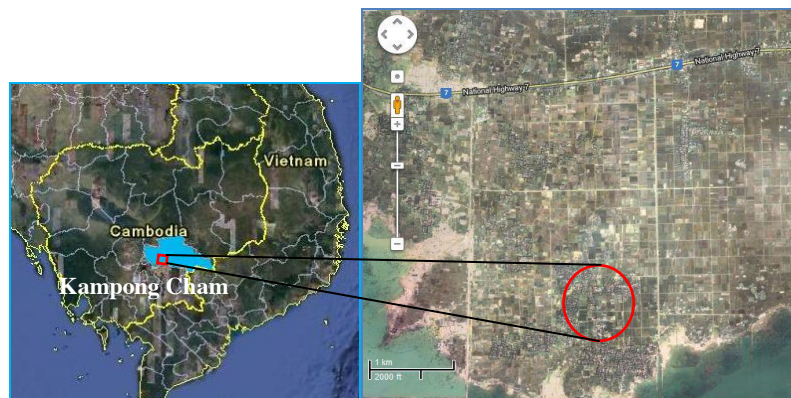 Vietnam
Cambodia
Kampong Cham
7
National Highway 7
7
National Highway 7
1 km
2000 ft